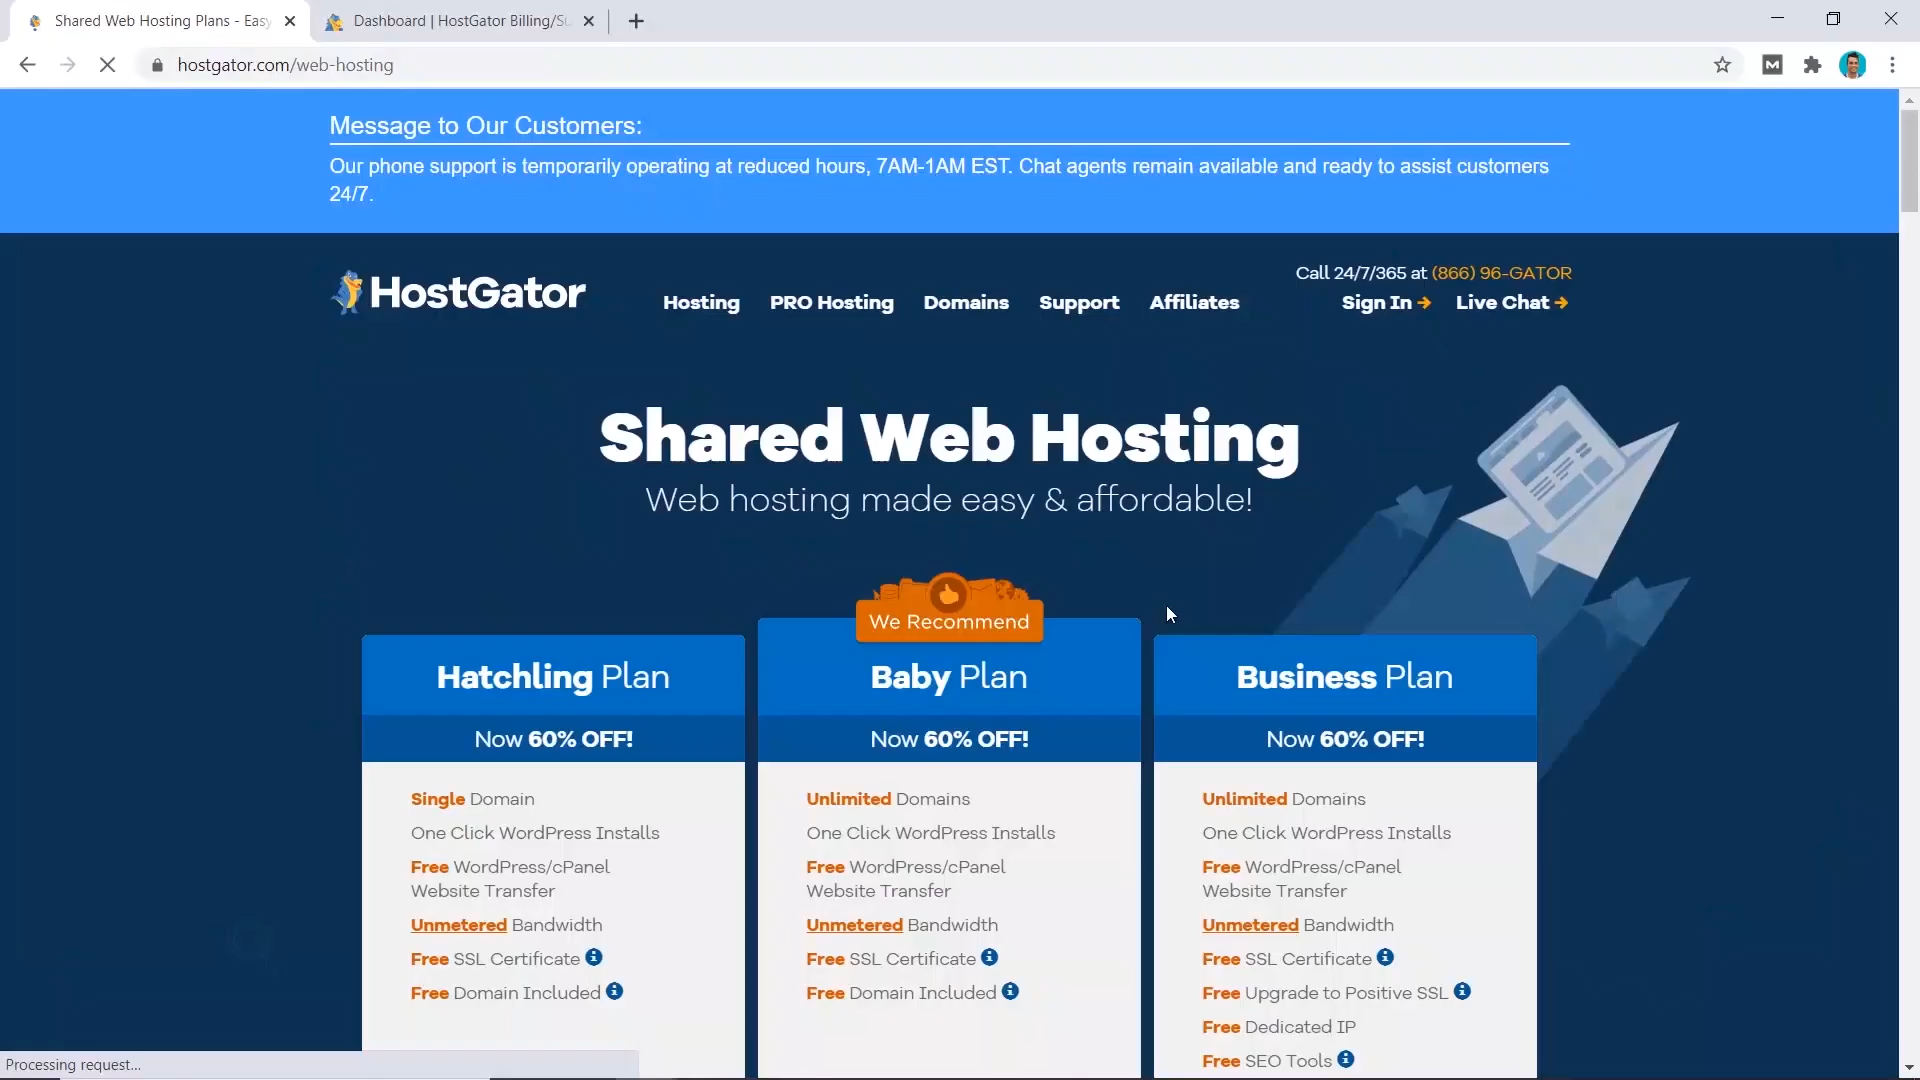 Shared Web Hosting Plans - Easy
Dashboard | HostGator Billing/Su
hostgator.com/web-hosting
M
Message to Our Customers:
Our phone support is temporarily operating at reduced hours, 7AM-1AM EST. Chat agents remain available and ready to assist customers
24/7.
HostGator
Hosting
PRO Hosting
Domains
Support
Affiliates
Call 24/7/365 at (866) 96-GATOR
Sign In
Live Chat
Shared Web Hosting
Web hosting made easy & affordable!
We Recommend
Hatchling Plan
Now 60% OFF!
Single Domain
One Click WordPress Installs
Free WordPress/cPanel
Website Transfer
Unmetered Bandwidth
Free SSL Certificate
Free Domain Included
Baby Plan
Now 60% OFF!
Unlimited Domains
One Click WordPress Installs
Free WordPress/cPanel
Website Transfer
Unmetered Bandwidth
Free SSL Certificate
Free Domain Included
Business Plan
Now 60% OFF!
Unlimited Domains
One Click WordPress Installs
Free WordPress/cPanel
Website Transfer
Unmetered Bandwidth
Free SSL Certificate
Free Upgrade to Positive SSL
Free Dedicated IP
Free SEO Tools
Processing request...